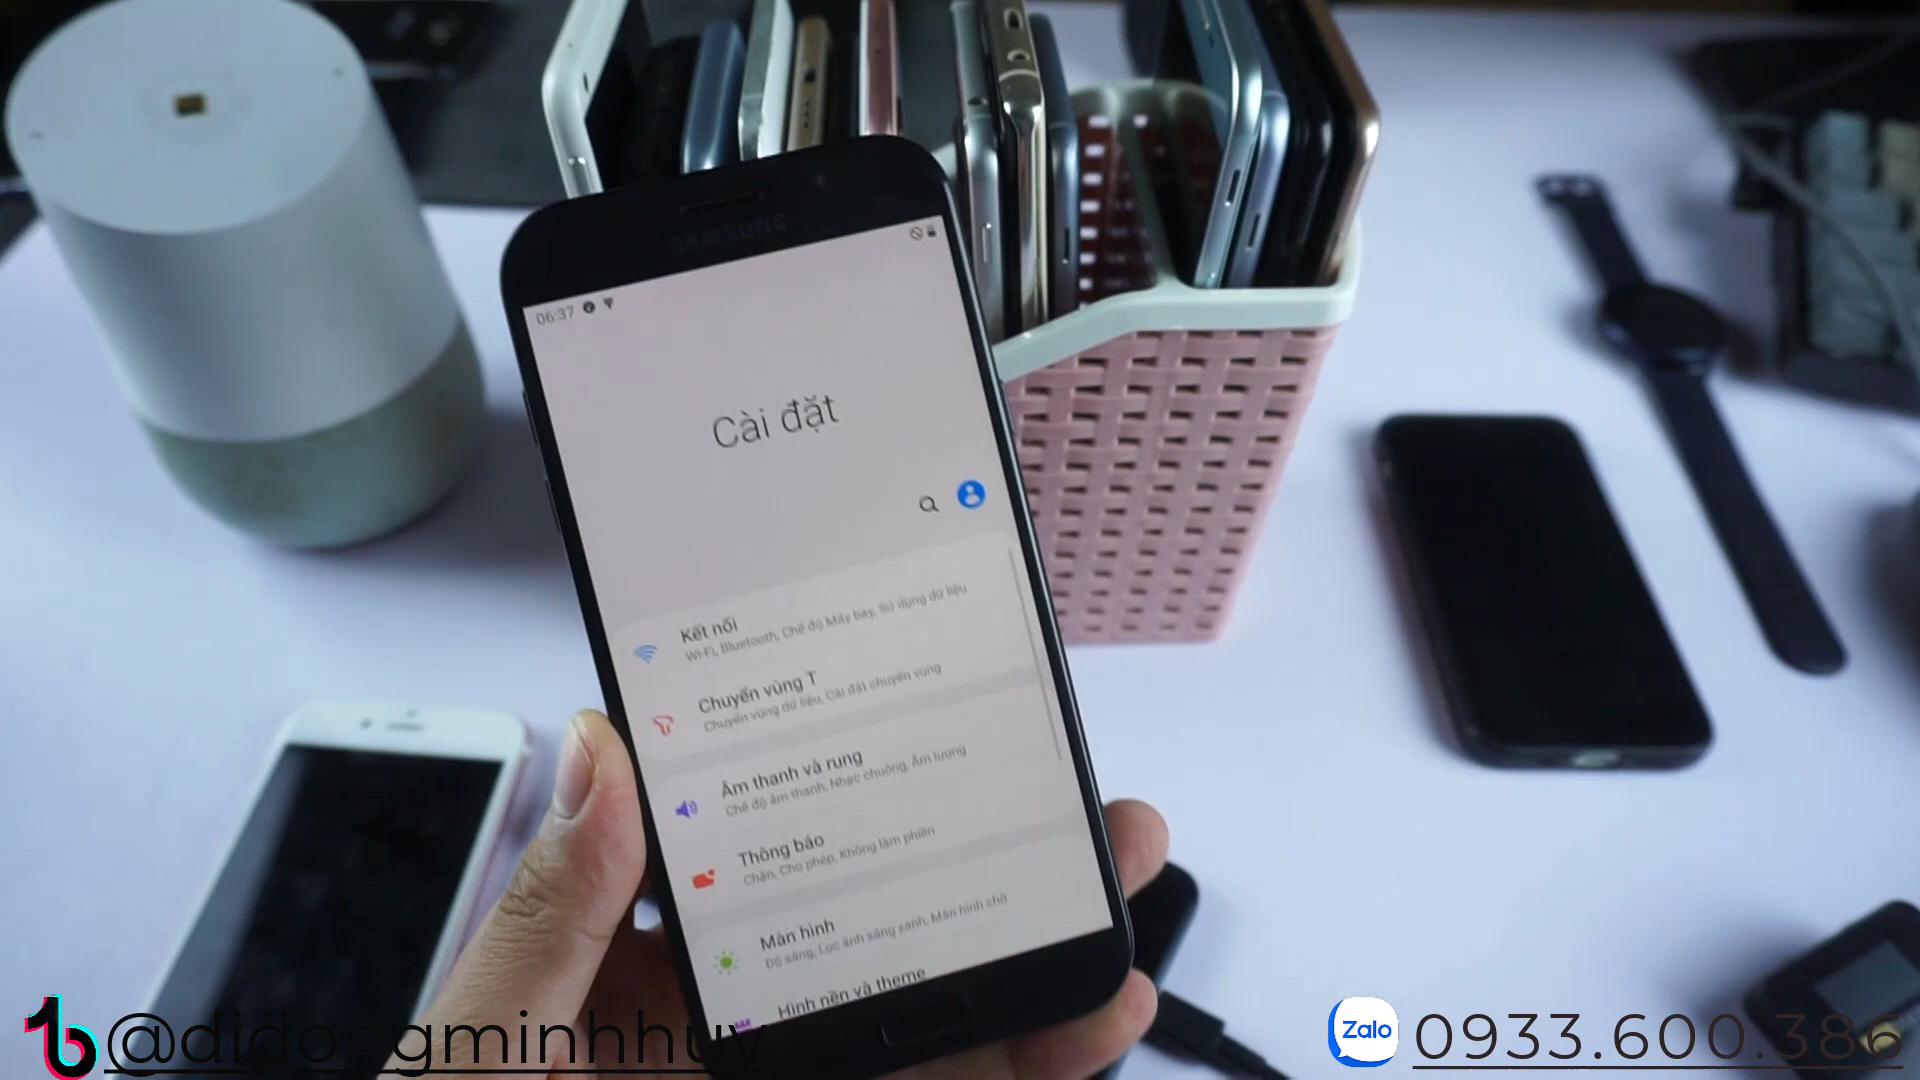 SAMSUNG
06:37
Cài đặt
Kết nối
Wi-Fi, Bluetooth, Chế độ Máy bay, Sử dụng dữ liệu
Chuyển vùng T
Chuyển vùng dữ liệu, Cài đặt chuyển vùng
Âm thanh và rung
Chế độ âm thanh, Nhạc chuông, Âm lượng
Thông báo
Chặn, Cho phép, Không làm phiền
Màn hình
Độ sáng, Lọc ánh sáng xanh, Màn hình chờ
Hình nền và theme
@didongminhhuy
Zalo 0933.600.386